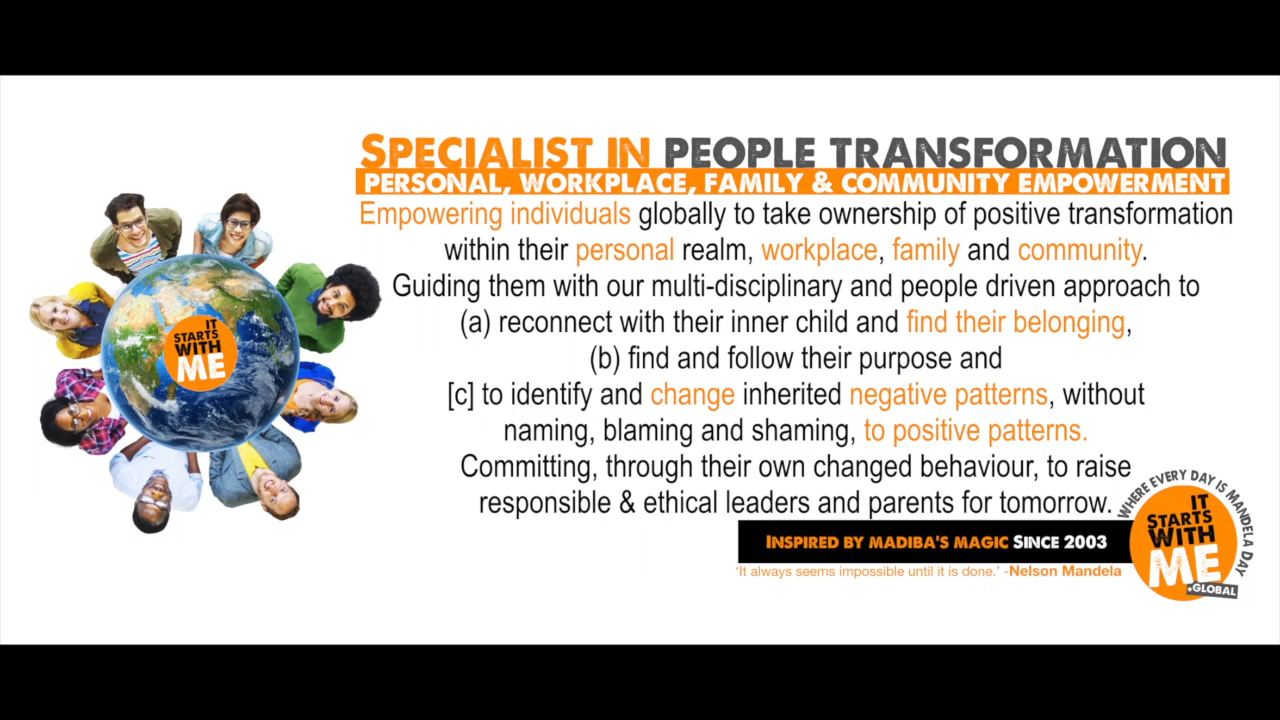 SPECIALIST IN PEOPLE TRANSFORMATION
PERSONAL, WORKPLACE, FAMILY & COMMUNITY EMPOWERMENT
Empowering individuals globally to take ownership of positive transformation
within their personal realm, workplace, family and community.
Guiding them with our multi-disciplinary and people driven approach to
(a) reconnect with their inner child and find their belonging,
(b) find and follow their purpose and
[c] to identify and change inherited negative patterns, without
naming, blaming and shaming, to positive patterns.
Committing, through their own changed behaviour, to raise
responsible & ethical leaders and parents for tomorrow.
INSPIRED BY MADIBA'S MAGIC SINCE 2003
'It always seems impossible until it is done.' -Nelson Mandela
IT
STARTS
WITH
ME
WHERE EVERY DAY IS MANDELA DAY
IT
STARTS
WITH
ME
.GLOBAL